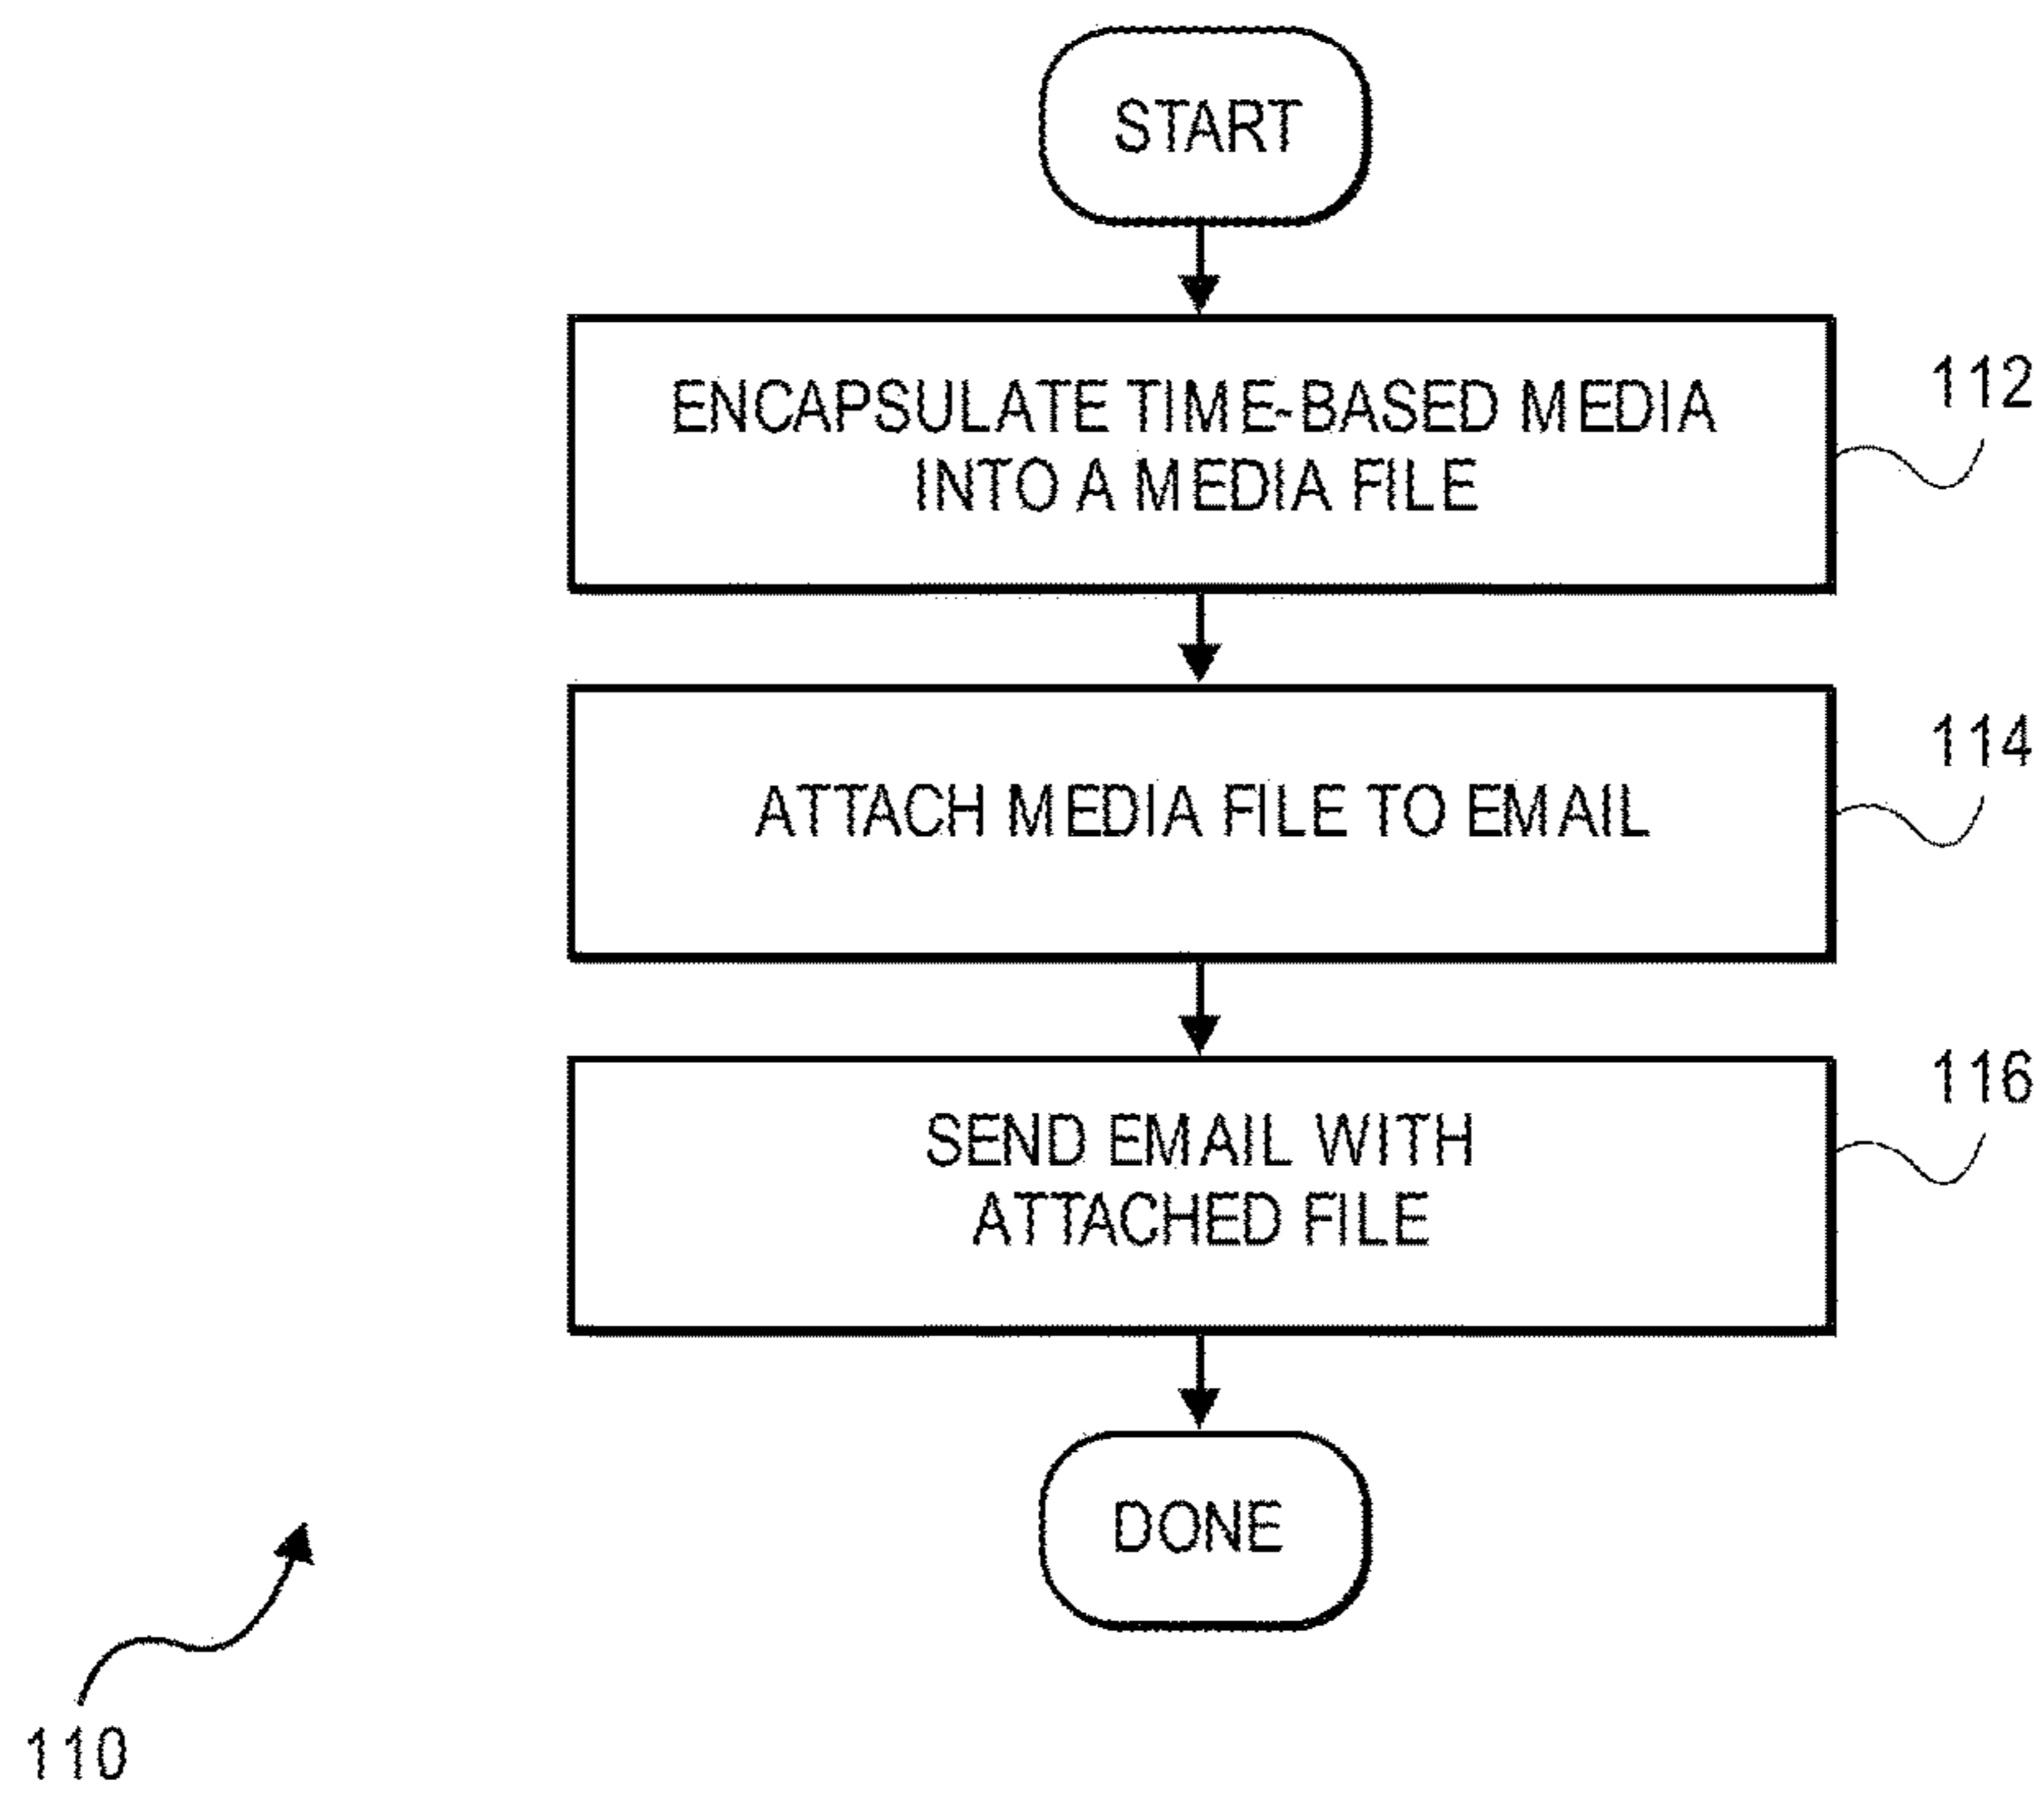 START
ENCAPSULATE TIME-BASED MEDIA
INTO A MEDIA FILE
112
ATTACH MEDIA FILE TO EMAIL
114
SEND EMAIL WITH
ATTACHED FILE
116
DONE
110